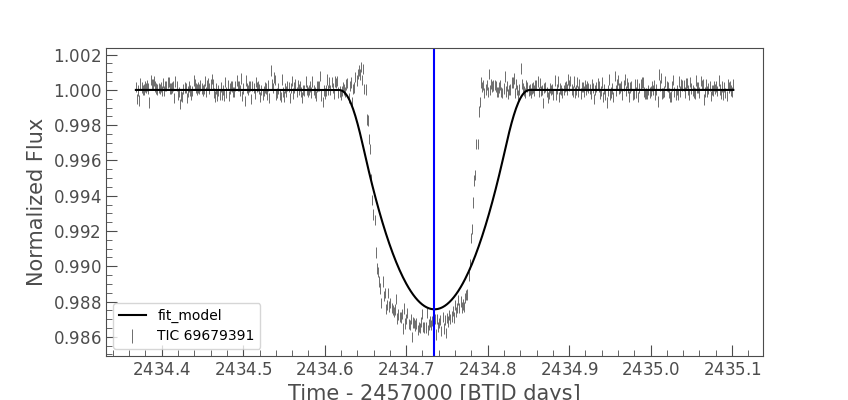 1.002
1.000
0.998
0.996
0.994
0.992
0.990
0.988
0.986
Normalized Flux
fit_model
TIC 69679391
2434.4 2434.5 2434.6 2434.7 2434.8 2434.9 2435.0 2435.1
Time - 2457000 [BTJD days]